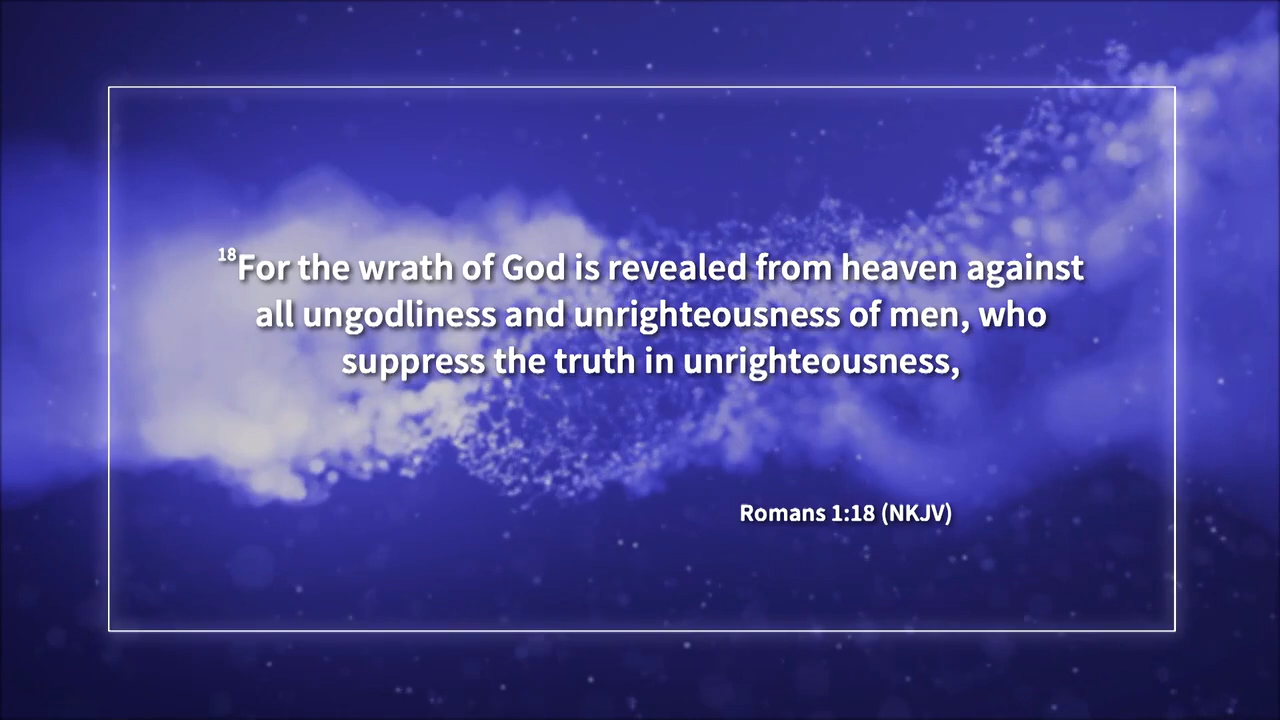 18For the wrath of God is revealed from heaven against
all ungodliness and unrighteousness of men, who
suppress the truth in unrighteousness,
Romans 1:18 (NKJV)